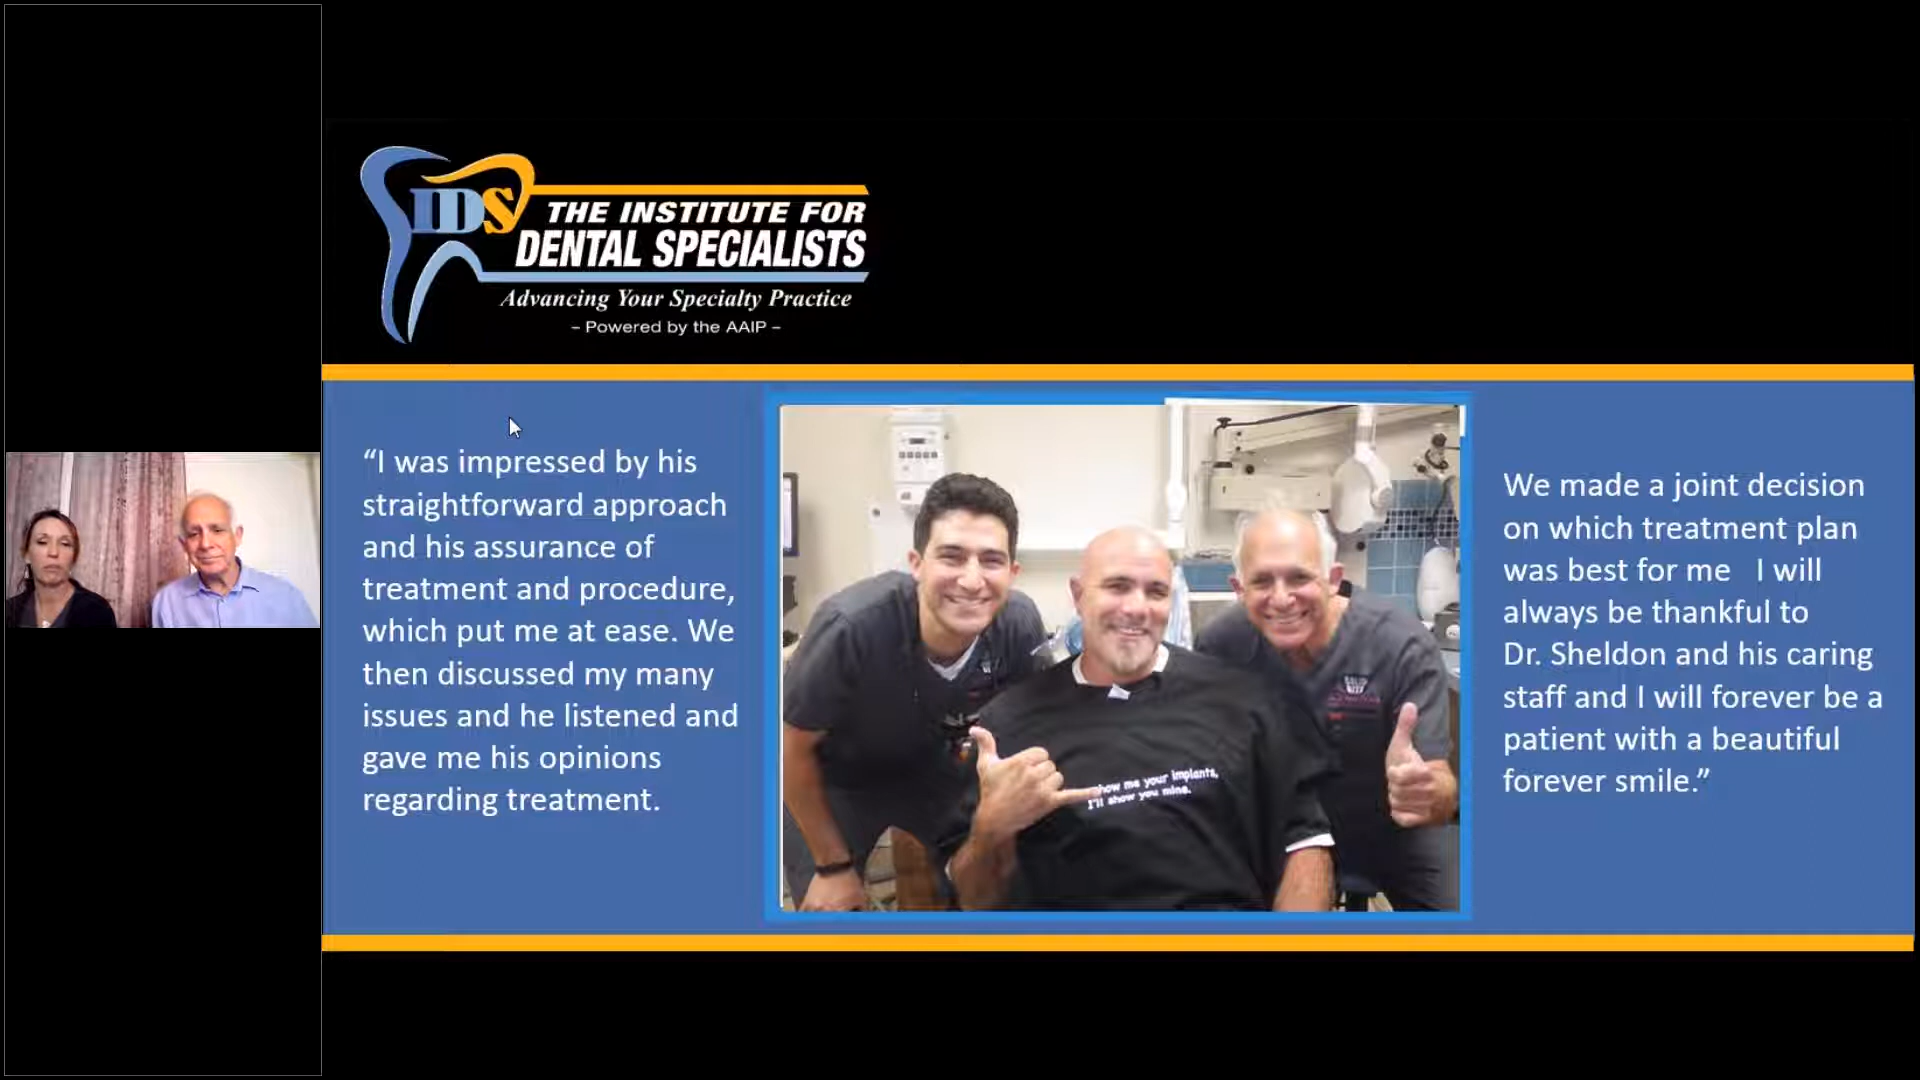 IDS
THE INSTITUTE FOR
DENTAL SPECIALISTS
Advancing Your Specialty Practice
– Powered by the AAIP –
“I was impressed by his
straightforward approach
and his assurance of
treatment and procedure,
which put me at ease. We
then discussed my many
issues and he listened and
gave me his opinions
regarding treatment.
show me your implants,
I'll show you mine.
We made a joint decision
on which treatment plan
was best for me   I will
always be thankful to
Dr. Sheldon and his caring
staff and I will forever be a
patient with a beautiful
forever smile.”